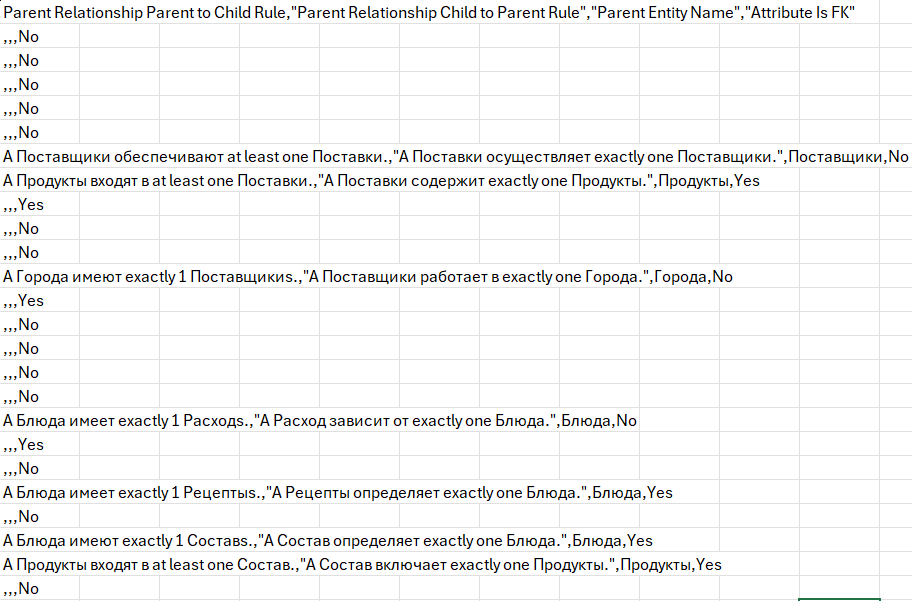 Parent Relationship Parent to Child Rule,"Parent Relationship Child to Parent Rule","Parent Entity Name","Attribute Is FK"
,,,No
,,,No
,,,No
,,,No
,,,No
A Поставщики обеспечивают at least one Поставки.,"A Поставки осуществляет exactly one Поставщики.",Поставщики,No
A Продукты входят в at least one Поставки.,"A Поставки содержит exactly one Продукты.",Продукты,Yes
,,,Yes
,,,No
,,,No
A Города имеют exactly 1 Поставщикиs.,"A Поставщики работает в exactly one Города.",Города,No
,,,Yes
,,,No
,,,No
,,,No
,,,No
A Блюда имеет exactly 1 Расходs.,"A Расход зависит от exactly one Блюда.",Блюда,No
,,,Yes
,,,No
A Блюда имеет exactly 1 Рецептыs.,"A Рецепты определяет exactly one Блюда.",Блюда,Yes
,,,No
A Блюда имеют exactly 1 Составs.,"A Состав определяет exactly one Блюда.",Блюда,Yes
A Продукты входят в at least one Состав.,"A Состав включает exactly one Продукты.",Продукты,Yes
,,,No